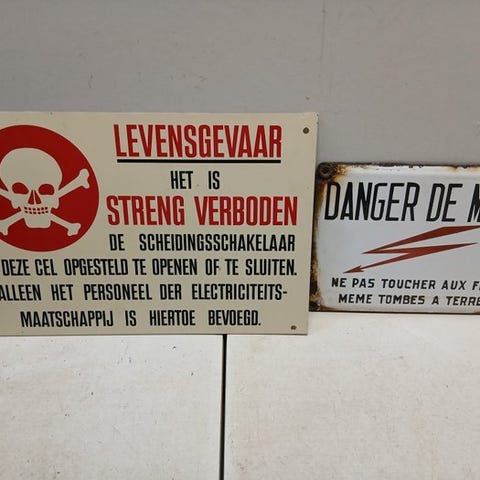 LEVENSGEVAAR
HET IS
STRENG VERBODEN
DE SCHEIDINGSSCHAKELAAR
DEZE CEL OPGESTELD TE OPENEN OF TE SLUITEN.
ALLEEN HET PERSONEEL DER ELECTRICITEITS-
MAATSCHAPPIJ IS HIERTOE BEVOEGD.
DANGER DE
NE PAS TOUCHER AUX
MEME TOMBES A TERRE